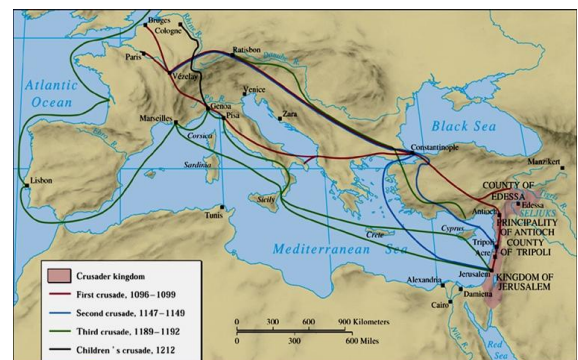 Bruges
Cologne
Paris
Ratisbon
Vézelay
Atlantic
Ocean
Venice
Genoa
Pisa
Zara
Marseilles
Corsica
Black Sea
Constantinople
Manzikert
Sardinia
Lisbon
COUNTY OF
EDESSA
Edessa
SELJUKS
Sicily
Antioch
PRINCIPALITY
OF ANTIOCH
Tunis
Crete
Cyprus
Tripoli
COUNTY
OF TRIPOLI
Acre
Mediterranean Sea
Jerusalem
KINGDOM OF
JERUSALEM
Alexandria
Damietta
Cairo
Nile R.
Red
Sea
Crusader kingdom
First crusade, 1096–1099
Second crusade, 1147–1149
Third crusade, 1189–1192
Children's crusade, 1212
0 300 600 900 Kilometers
0 300 600 Miles